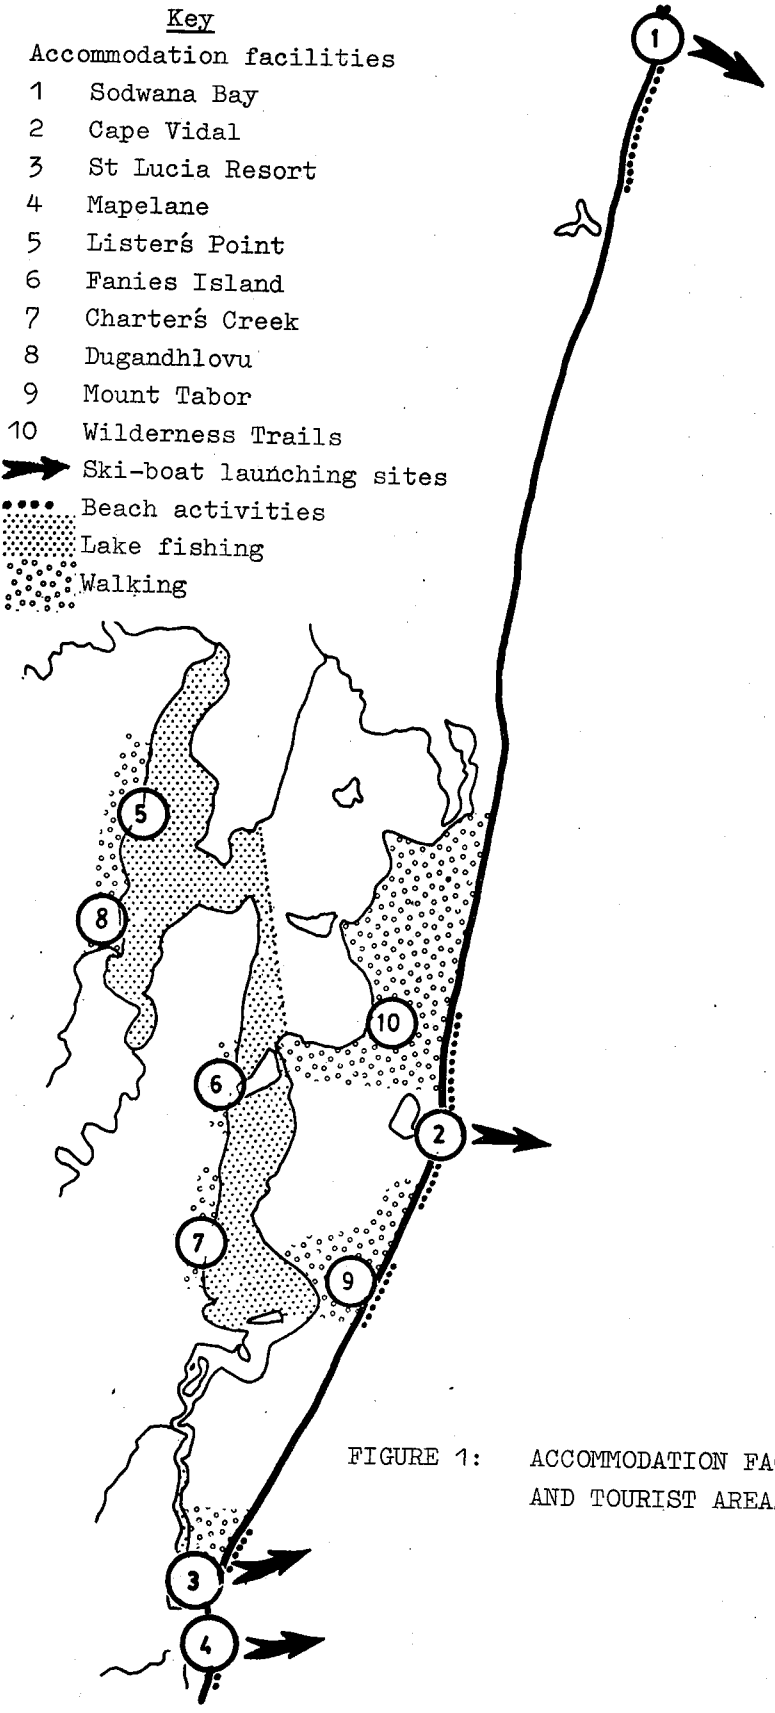 Key
Accommodation facilities
1 Sodwana Bay
2 Cape Vidal
3 St Lucia Resort
4 Mapelane
5 Lister's Point
6 Fanies Island
7 Charter's Creek
8 Dugandhlovu
9 Mount Tabor
10 Wilderness Trails
Ski-boat launching sites
Beach activities
Lake fishing
Walking
1
5
8
10
6
2
7
9
FIGURE 1: ACCOMMODATION FA
AND TOURIST AREA
3
4